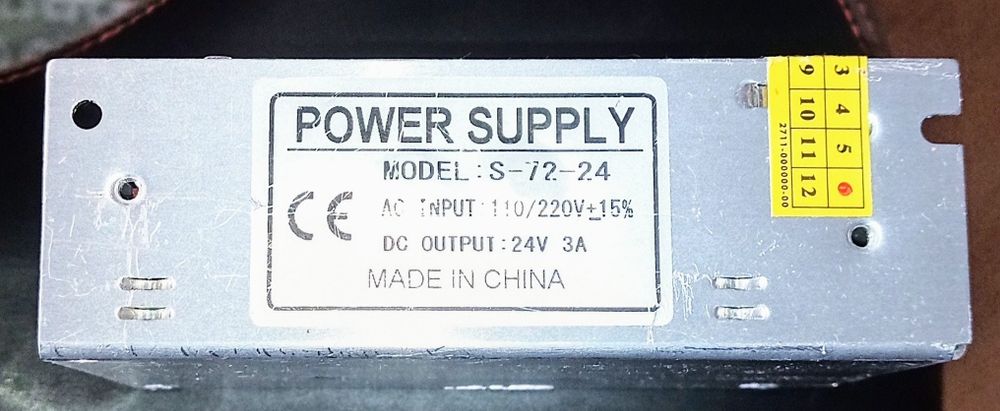 POWER SUPPLY
MODEL:S-72-24
CE
AC INPUT:110/220V±15%
DC OUTPUT:24V 3A
MADE IN CHINA
3 4 5 6
9 10 11 12
2711-000000-00